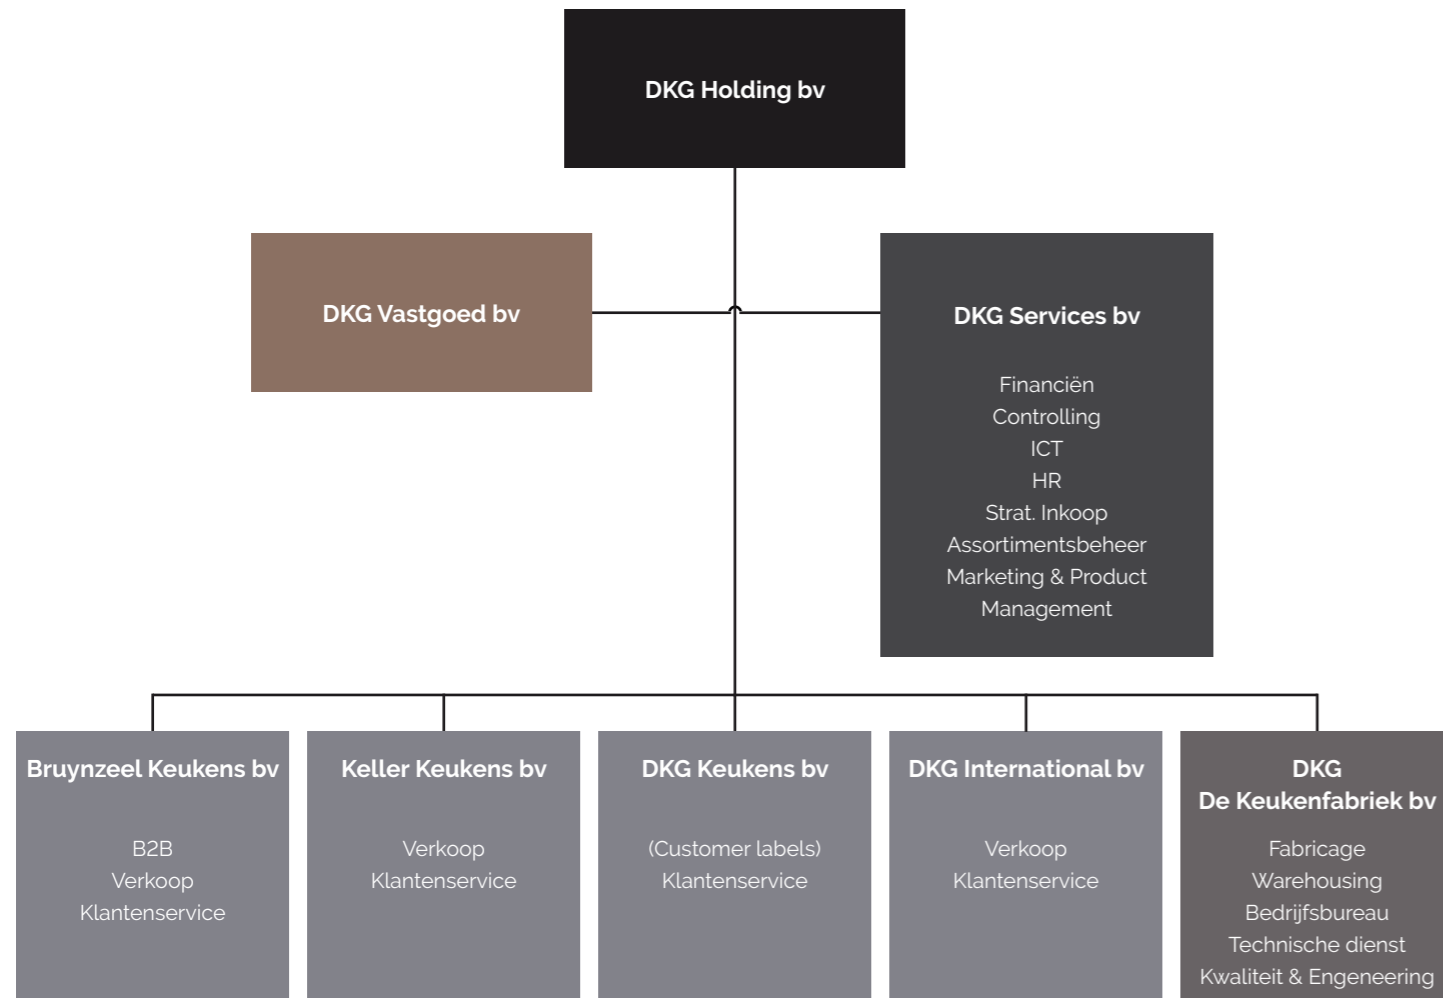 DKG Holding bv
DKG Vastgoed bv
DKG Services bv
Financiën
Controlling
ICT
HR
Strat. Inkoop
Assortimentsbeheer
Marketing & Product
Management
Bruynzeel Keukens bv
B2B
Verkoop
Klantenservice
Keller Keukens bv
Verkoop
Klantenservice
DKG Keukens bv
(Customer labels)
Klantenservice
DKG International bv
Verkoop
Klantenservice
DKG
De Keukenfabriek bv
Fabricage
Warehousing
Bedrijfsbureau
Technische dienst
Kwaliteit & Engeneering